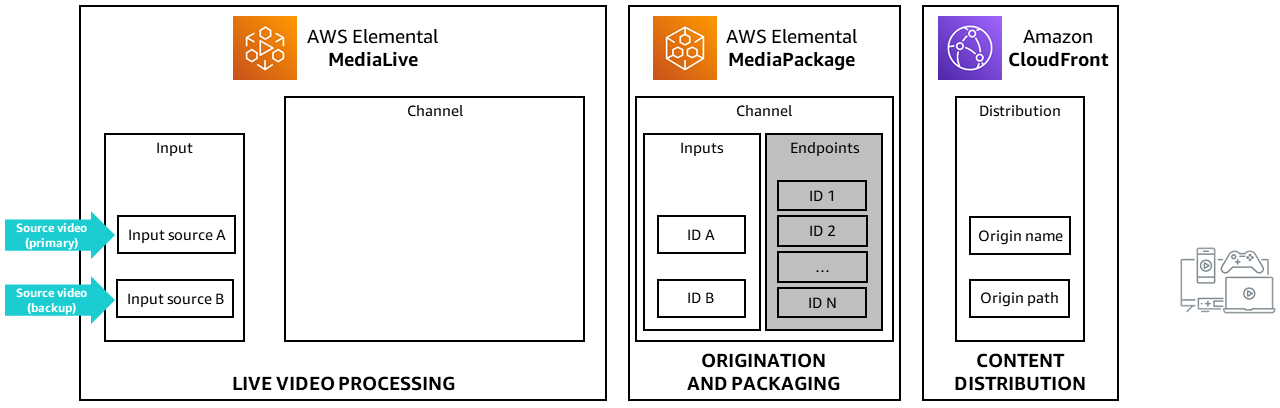 AWS Elemental
MediaLive
Channel
Input
Source video
(primary)
Input source A
Source video
(backup)
Input source B
LIVE VIDEO PROCESSING
AWS Elemental
MediaPackage
Channel
Inputs
ID A
ID B
Endpoints
ID 1
ID 2
...
ID N
ORIGINATION
AND PACKAGING
Amazon
CloudFront
Distribution
Origin name
Origin path
CONTENT
DISTRIBUTION